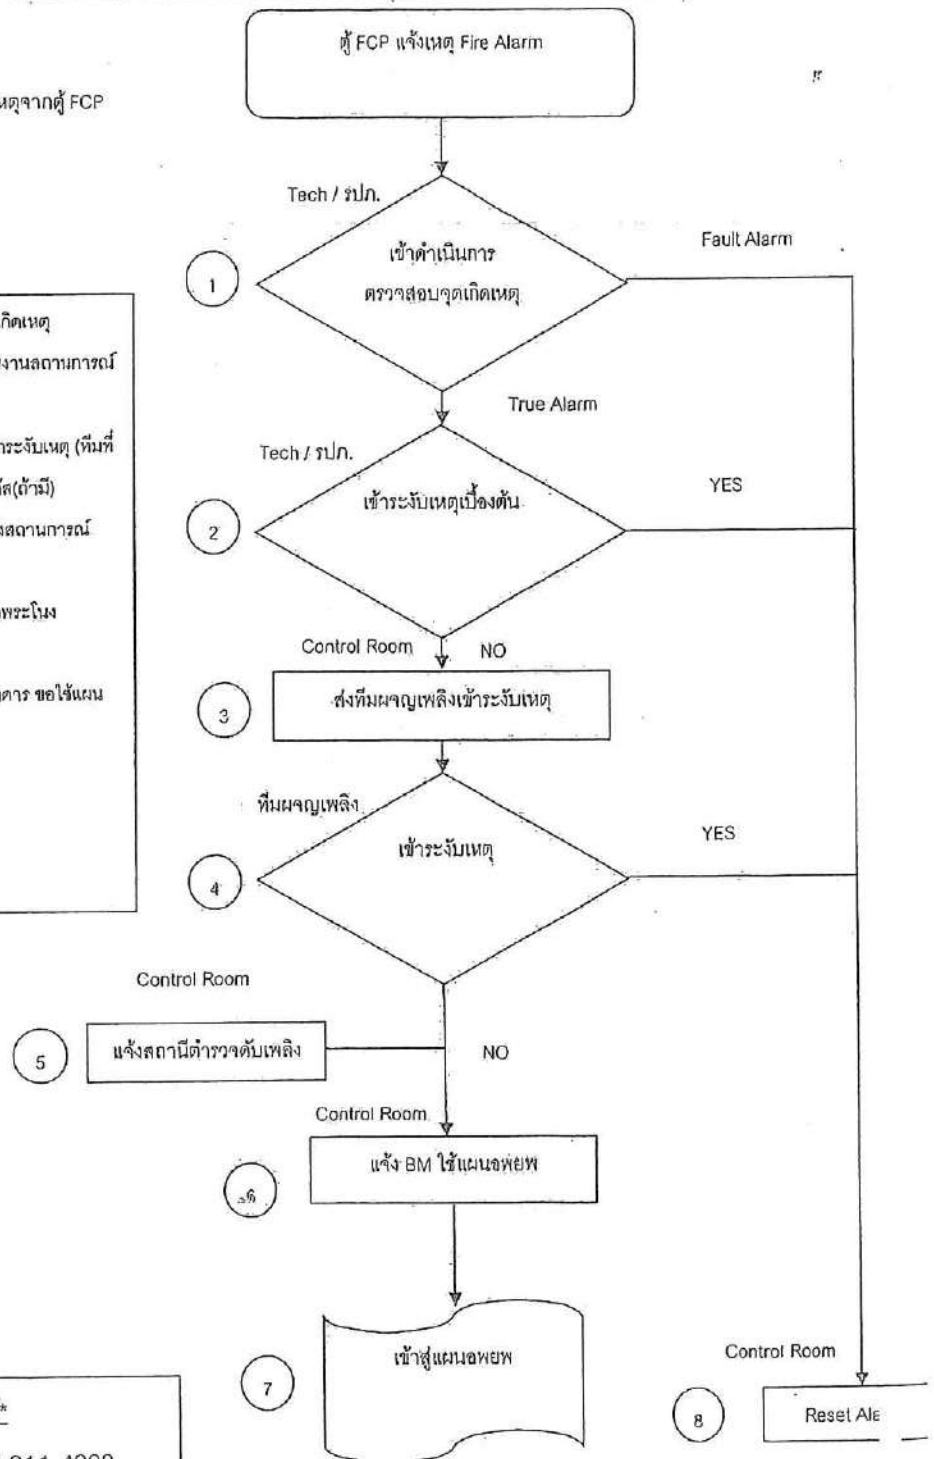 ตู้ FCP แจ้งเหตุ Fire Alarm
หตุจากตู้ FCP
Tech / รปภ.
Fault Alarm
1
เข้าดำเนินการ
ตรวจสอบจุดเกิดเหตุ
กิดเหตุ
งานสถานการณ์
True Alarm
าระงับเหตุ (ทีมที่
Tech / รปภ.
ัส(ถ้ามี)
YES
เข้าระงับเหตุเบื้องต้น
2
งสถานการณ์
พระโนง
Control Room
NO
าคาร ขอใช้แผน
3
ส่งทีมผจญเพลิงเข้าระงับเหตุ
ทีมผจญเพลิง
YES
เข้าระงับเหตุ
4
Control Room
5
แจ้งสถานีตำรวจดับเพลิง
NO
Control Room
แจ้ง BM ใช้แผนอพยพ
6
เข้าสู่แผนอพยพ
7
Control Room
8
Reset Ala
*